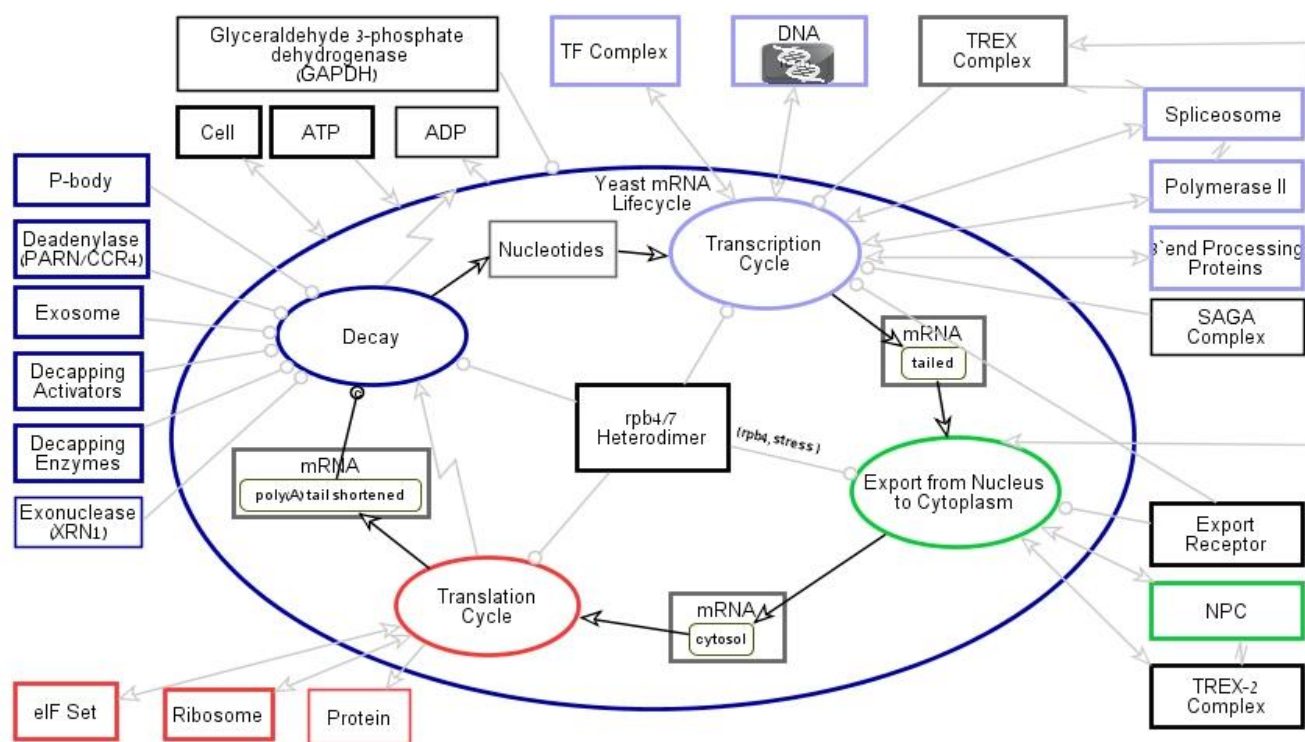 Glyceraldehyde 3-phosphate
dehydrogenase
(GAPDH)
TF Complex
DNA
TREX
Complex
Cell
ATP
ADP
Spliceosome
P-body
Yeast mRNA
Lifecycle
Polymerase II
Deadenylase
(PARN/CCR4)
Nucleotides
Transcription
Cycle
3`end Processing
Proteins
Exosome
Decay
mRNA
tailed
SAGA
Complex
Decapping
Activators
rpb4/7
Heterodimer
(rpb4, stress )
Decapping
Enzymes
mRNA
poly(A) tail shortened
Export from Nucleus
to Cytoplasm
Exonuclease
(XRN1)
Export
Receptor
Translation
Cycle
mRNA
cytosol
NPC
eIF Set
Ribosome
Protein
TREX-2
Complex